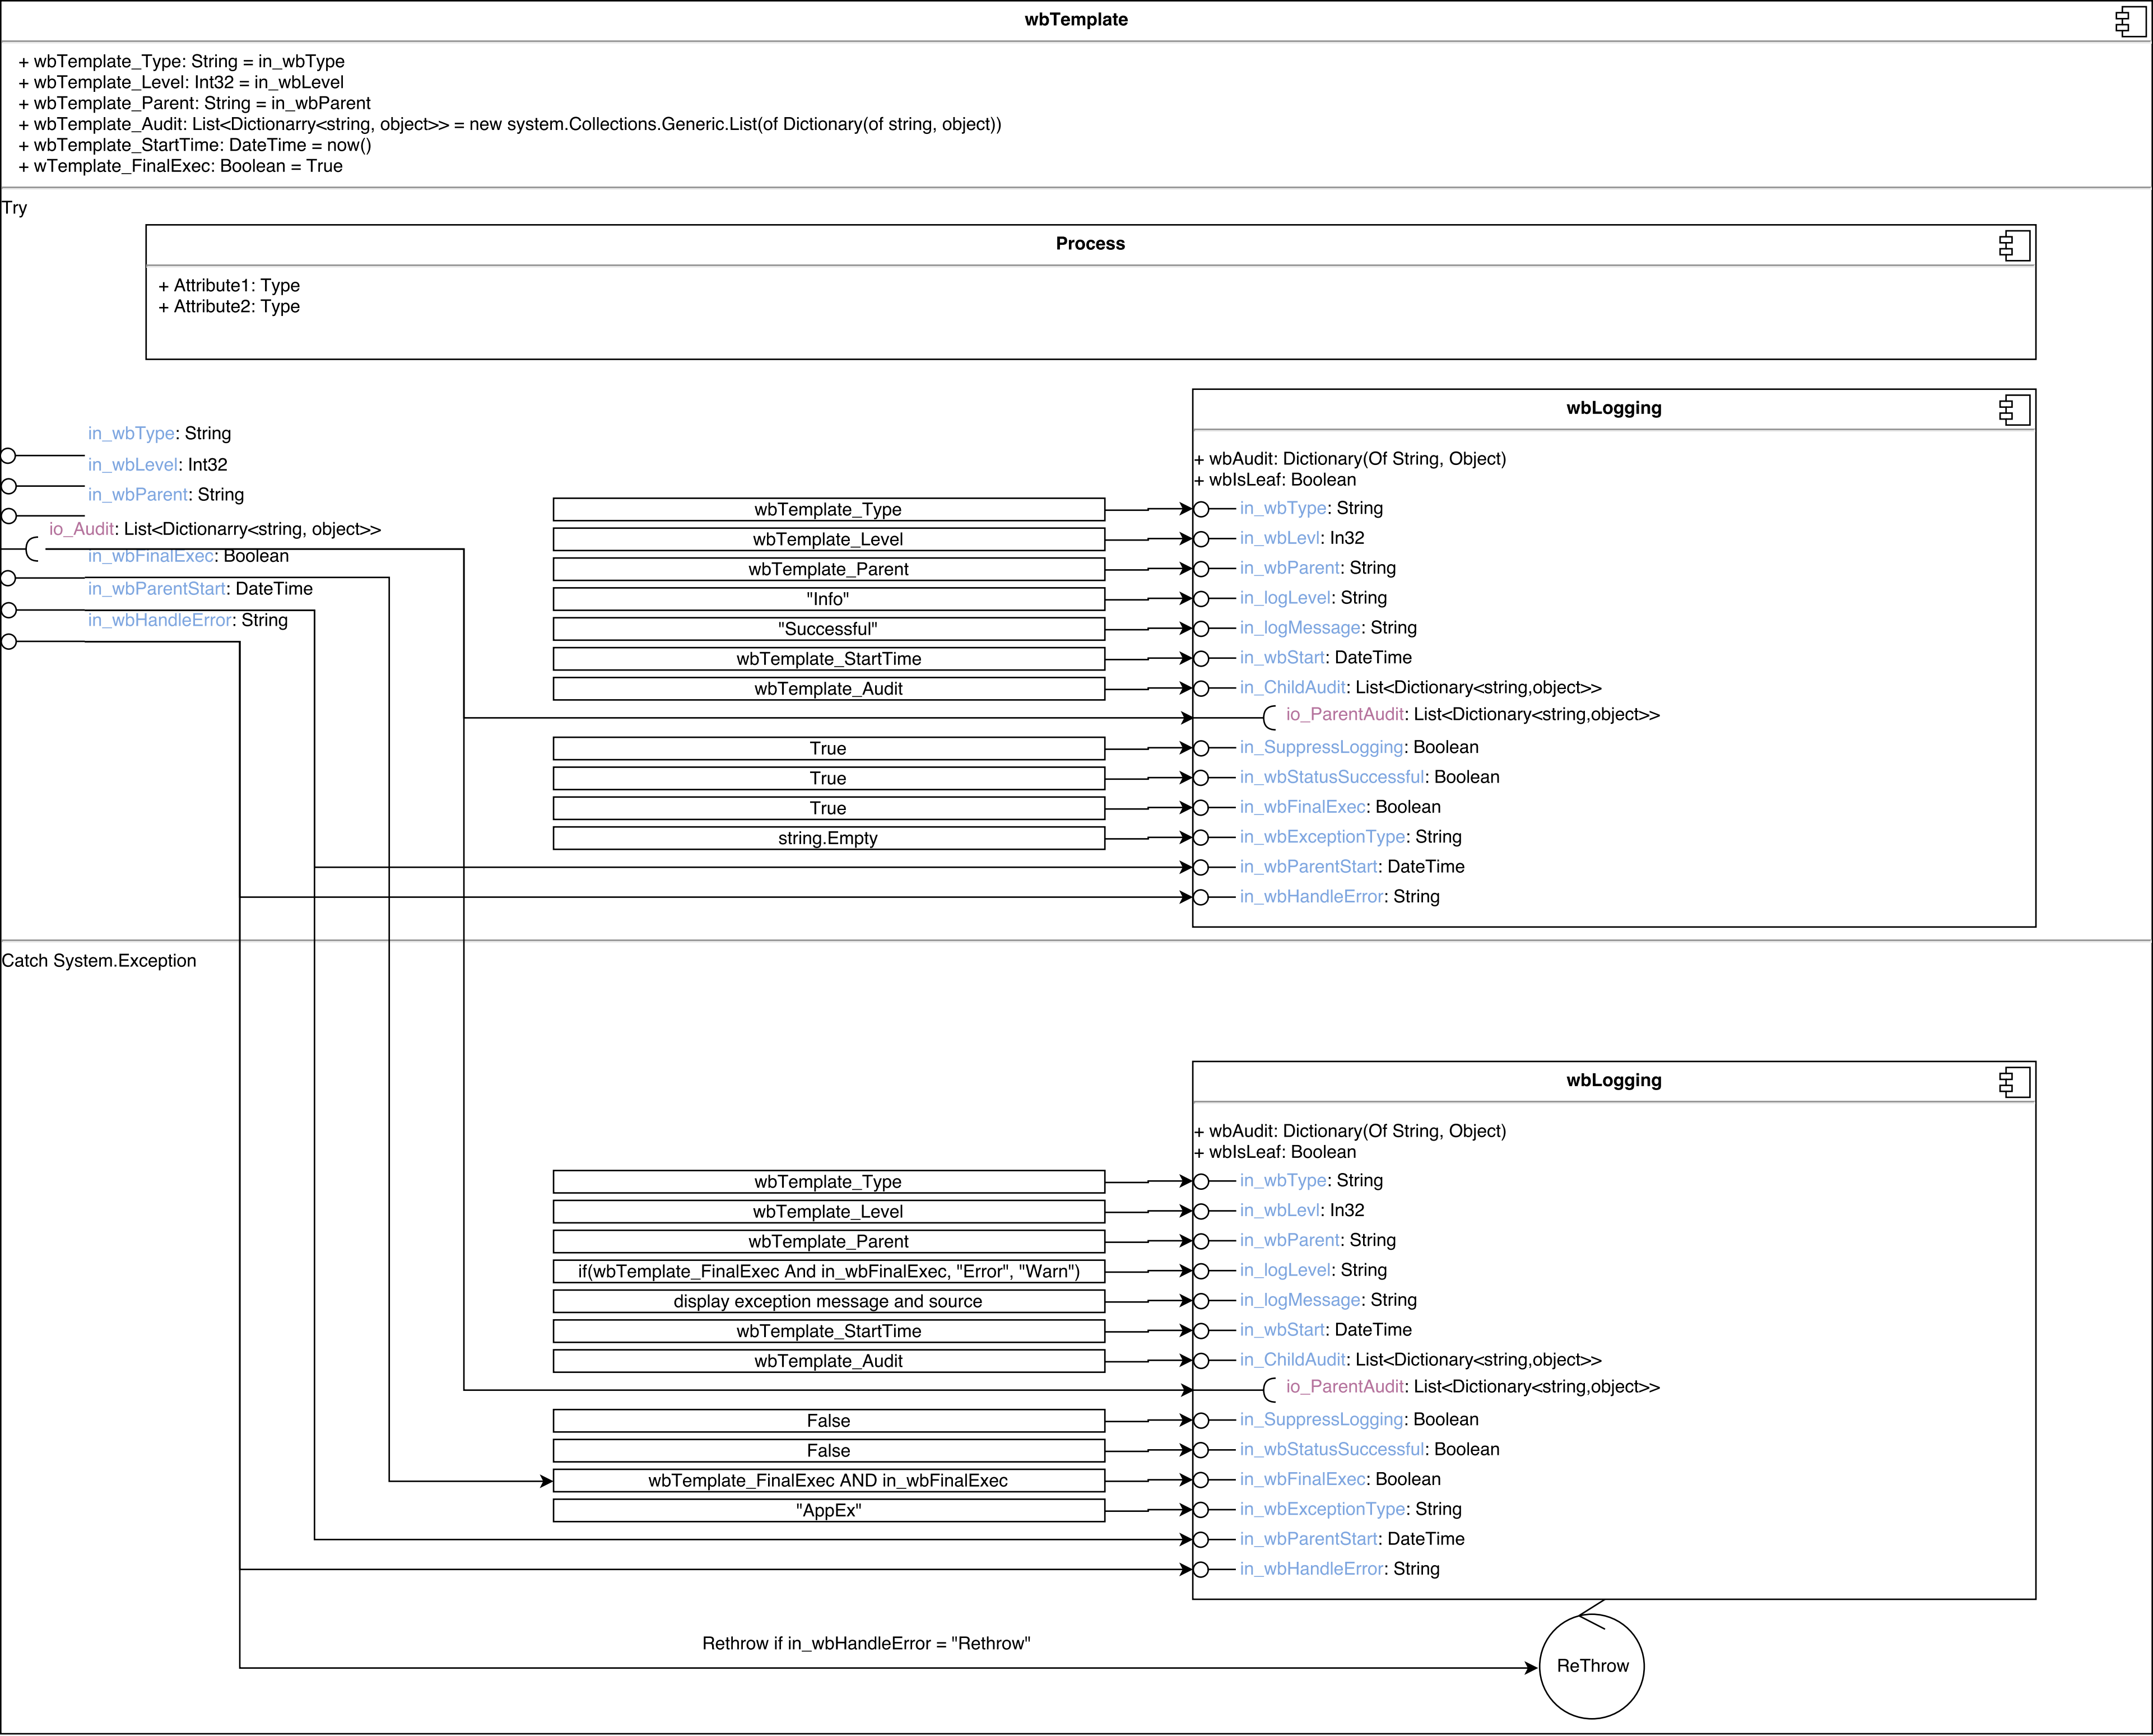 wbTemplate
+ wbTemplate_Type: String = in_wbType
+ wbTemplate_Level: Int32 = in_wbLevel
+ wbTemplate_Parent: String = in_wbParent
+ wbTemplate_Audit: List<Dictionarry<string, object>> = new system.Collections.Generic.List(of Dictionary(of string, object))
+ wbTemplate_StartTime: DateTime = now()
+ wTemplate_FinalExec: Boolean = True
Try
Process
+ Attribute1: Type
+ Attribute2: Type
in_wbType: String
in_wbLevel: Int32
in_wbParent: String
io_Audit: List<Dictionarry<string, object>>
in_wbFinalExec: Boolean
in_wbParentStart: DateTime
in_wbHandleError: String
wbLogging
+ wbAudit: Dictionary(Of String, Object)
+ wbIsLeaf: Boolean
wbTemplate_Type in_wbType: String
wbTemplate_Level in_wbLevl: In32
wbTemplate_Parent in_wbParent: String
"Info" in_logLevel: String
"Successful" in_logMessage: String
wbTemplate_StartTime in_wbStart: DateTime
wbTemplate_Audit in_ChildAudit: List<Dictionary<string,object>>
io_ParentAudit: List<Dictionary<string,object>>
True in_SuppressLogging: Boolean
True in_wbStatusSuccessful: Boolean
True in_wbFinalExec: Boolean
string.Empty in_wbExceptionType: String
in_wbParentStart: DateTime
in_wbHandleError: String
Catch System.Exception
wbLogging
+ wbAudit: Dictionary(Of String, Object)
+ wbIsLeaf: Boolean
wbTemplate_Type in_wbType: String
wbTemplate_Level in_wbLevl: In32
wbTemplate_Parent in_wbParent: String
if(wbTemplate_FinalExec And in_wbFinalExec, "Error", "Warn") in_logLevel: String
display exception message and source in_logMessage: String
wbTemplate_StartTime in_wbStart: DateTime
wbTemplate_Audit in_ChildAudit: List<Dictionary<string,object>>
io_ParentAudit: List<Dictionary<string,object>>
False in_SuppressLogging: Boolean
False in_wbStatusSuccessful: Boolean
wbTemplate_FinalExec AND in_wbFinalExec in_wbFinalExec: Boolean
"AppEx" in_wbExceptionType: String
in_wbParentStart: DateTime
in_wbHandleError: String
Rethrow if in_wbHandleError = "Rethrow"
ReThrow